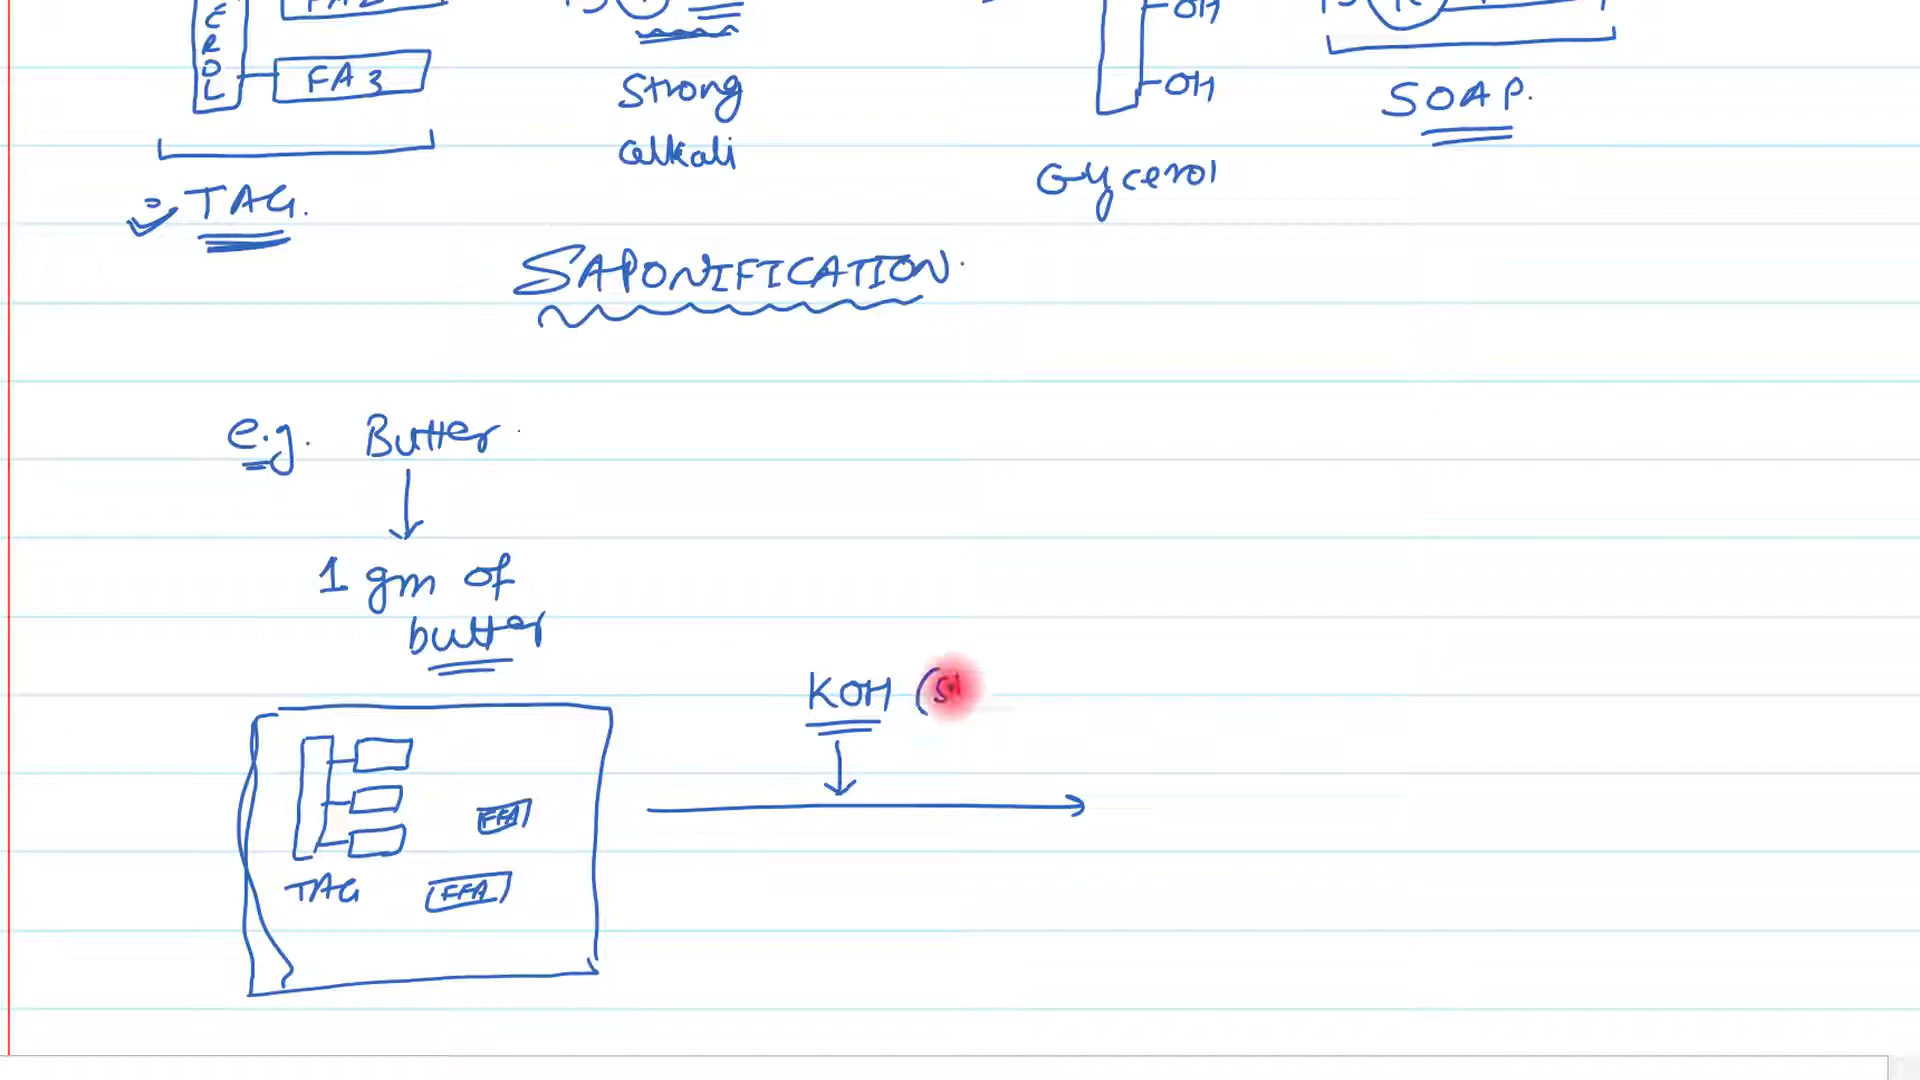 E
R
O
L
FA 3
OH
OH
Strong
alkali
SOAP.
Glycerol
TAG.
SAPONIFICATION.
e.g. Butter
1 gm of
butter
KOH (S
FFA
TAG
FFA